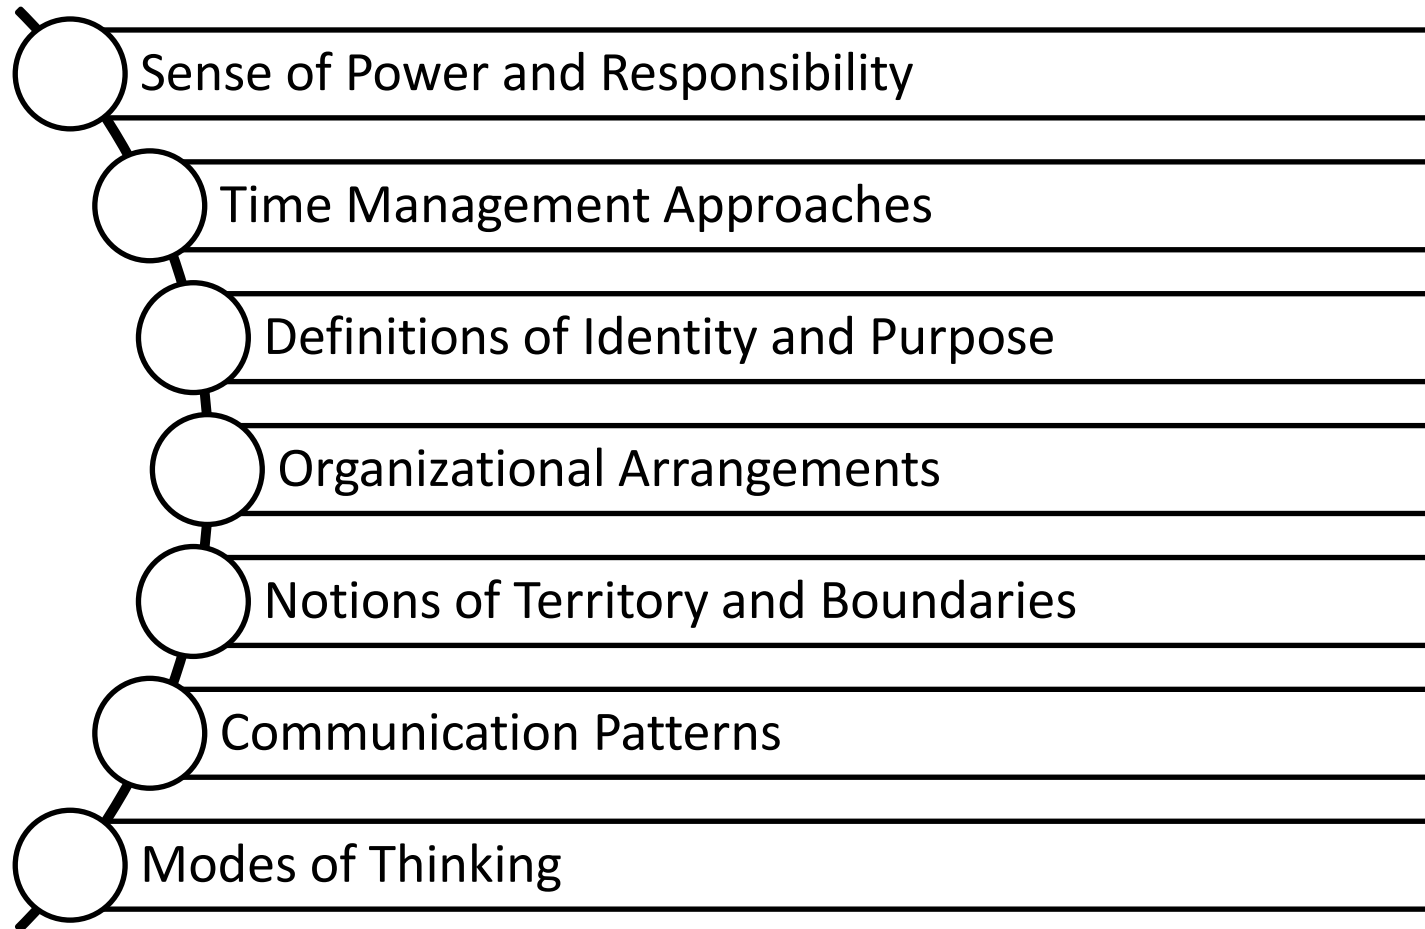 Sense of Power and Responsibility
Time Management Approaches
Definitions of Identity and Purpose
Organizational Arrangements
Notions of Territory and Boundaries
Communication Patterns
Modes of Thinking